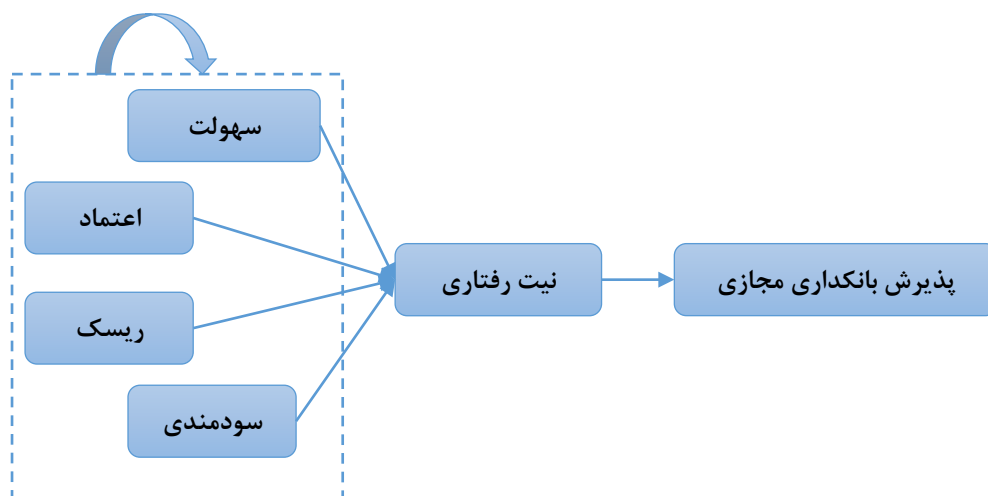 سهولت
اعتماد
ریسک
سودمندی
نیت رفتاری
پذیرش بانکداری مجازی